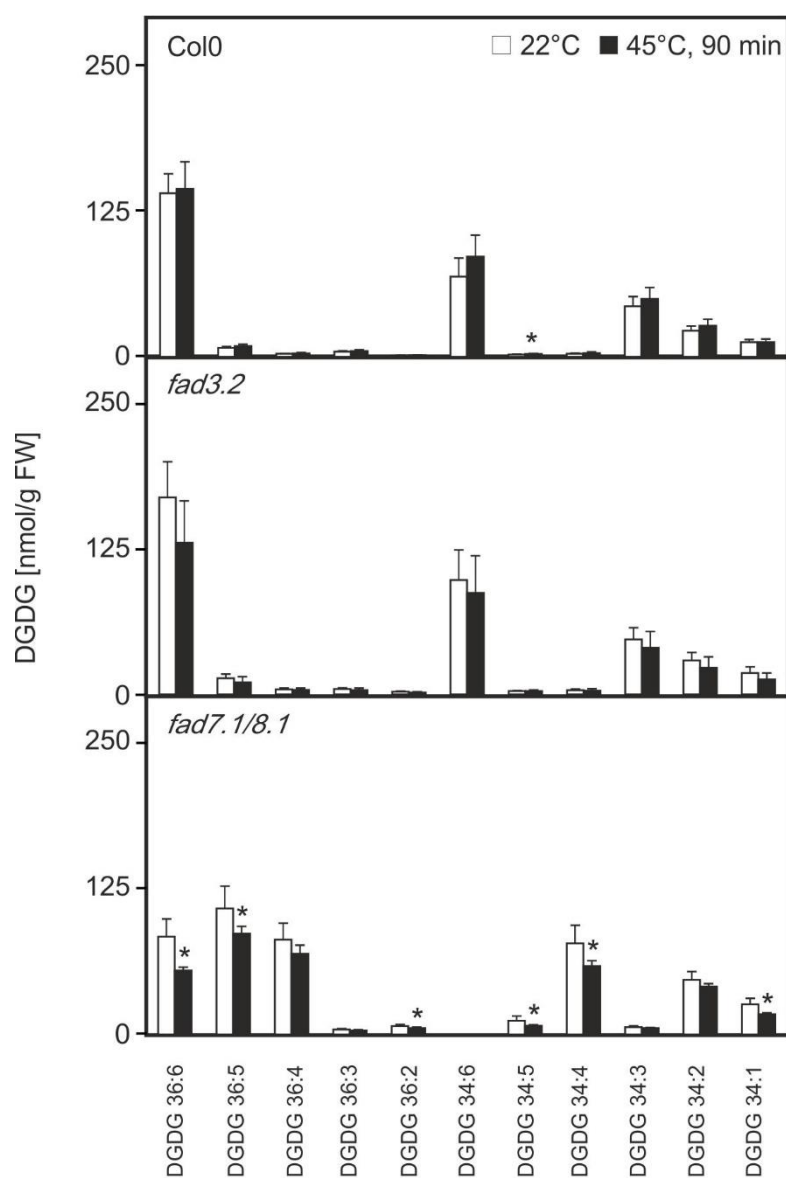 Col0 22°C 45°C, 90 min
250
125
0
*
fad3.2
250
125
0
fad7.1/8.1
250
125
0
* * * * * *
DGDG [nmol/g FW]
DGDG 36:6
DGDG 36:5
DGDG 36:4
DGDG 36:3
DGDG 36:2
DGDG 34:6
DGDG 34:5
DGDG 34:4
DGDG 34:3
DGDG 34:2
DGDG 34:1